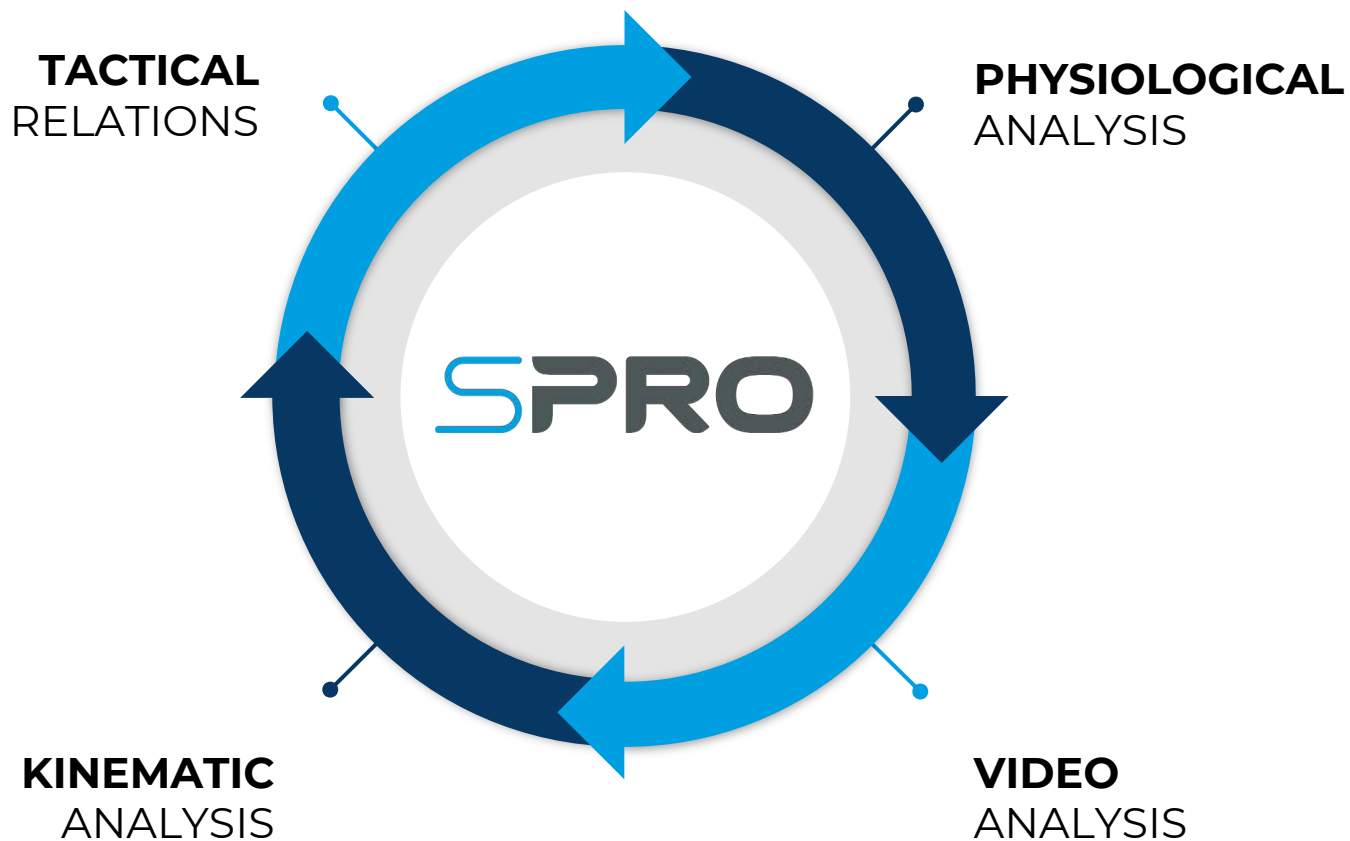 TACTICAL
RELATIONS
PHYSIOLOGICAL
ANALYSIS
SPRO
KINEMATIC
ANALYSIS
VIDEO
ANALYSIS